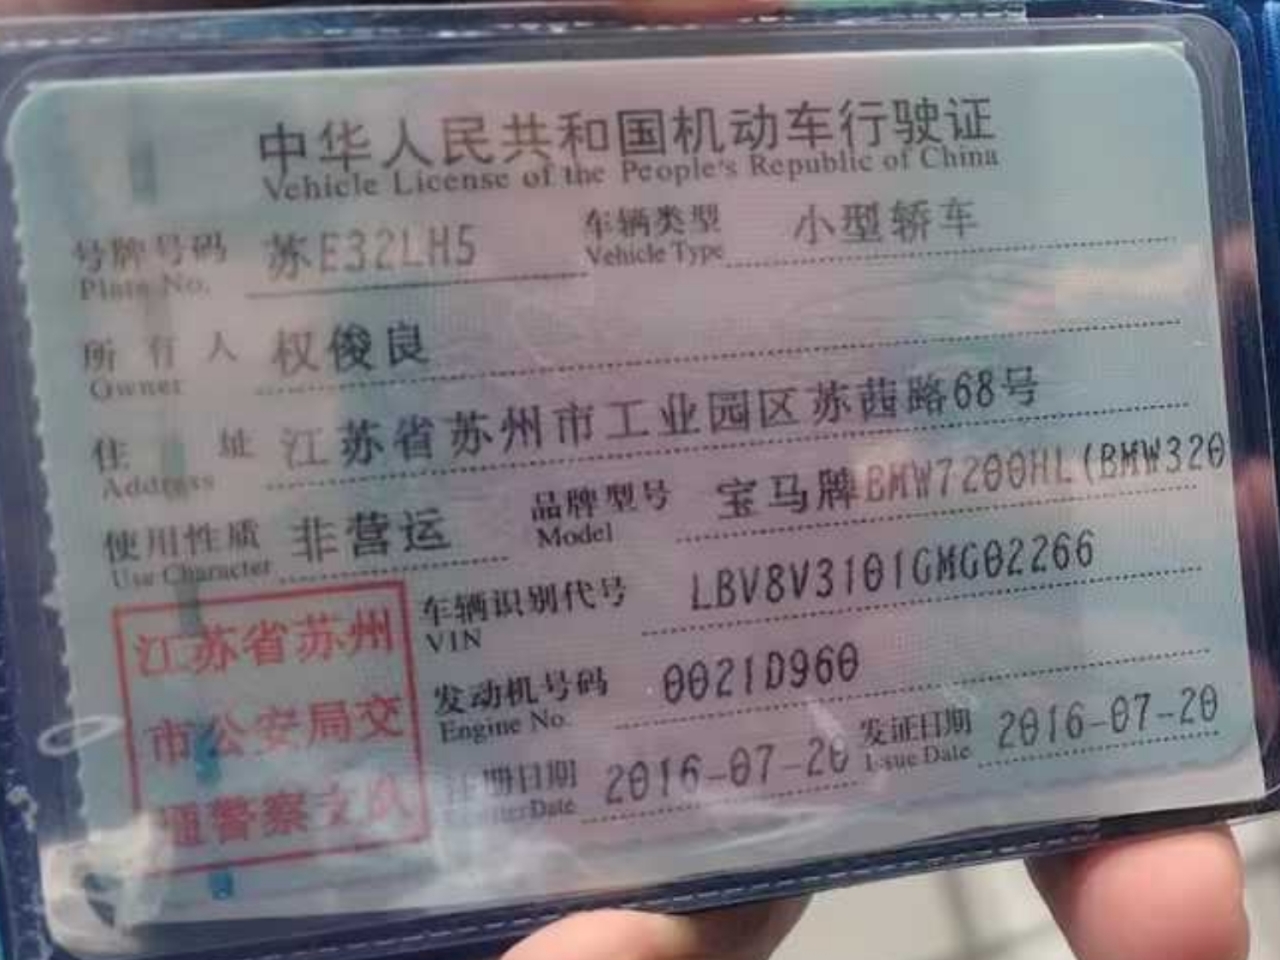 中华人民共和国机动车行驶证
Vehicle License of the People's Republic of China
号牌号码 苏E32LH5 车辆类型 小型轿车
Plate No. Vehicle Type
所有人 权俊良
Owner
住址 江苏省苏州市工业园区苏茜路68号
Address
使用性质 非营运 品牌型号 宝马牌BMW7200HL(BMW320
Use Character Model
江苏省苏州
市公安局交
通警察支队
车辆识别代号 LBV8V3101GMG02266
VIN
发动机号码 0021D960
Engine No.
注册日期 2016-07-20 发证日期 2016-07-20
Date Issue Date